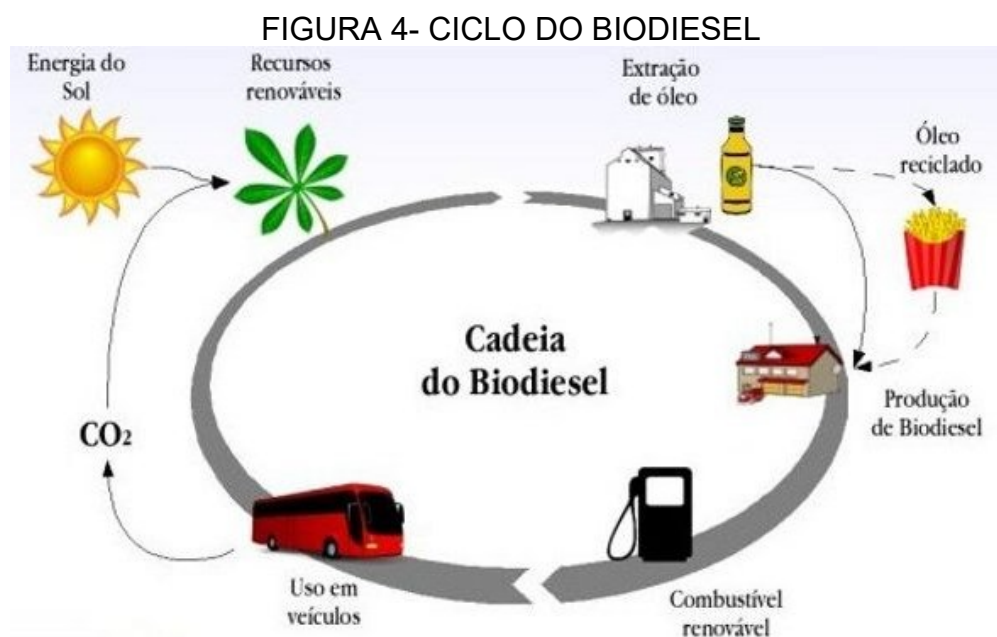 FIGURA 4- CICLO DO BIODIESEL
Energia do
Sol
Recursos
renováveis
Extração
de óleo
Óleo
reciclado
Cadeia
do Biodiesel
Produção
de Biodiesel
CO₂
Uso em
veículos
Combustível
renovável